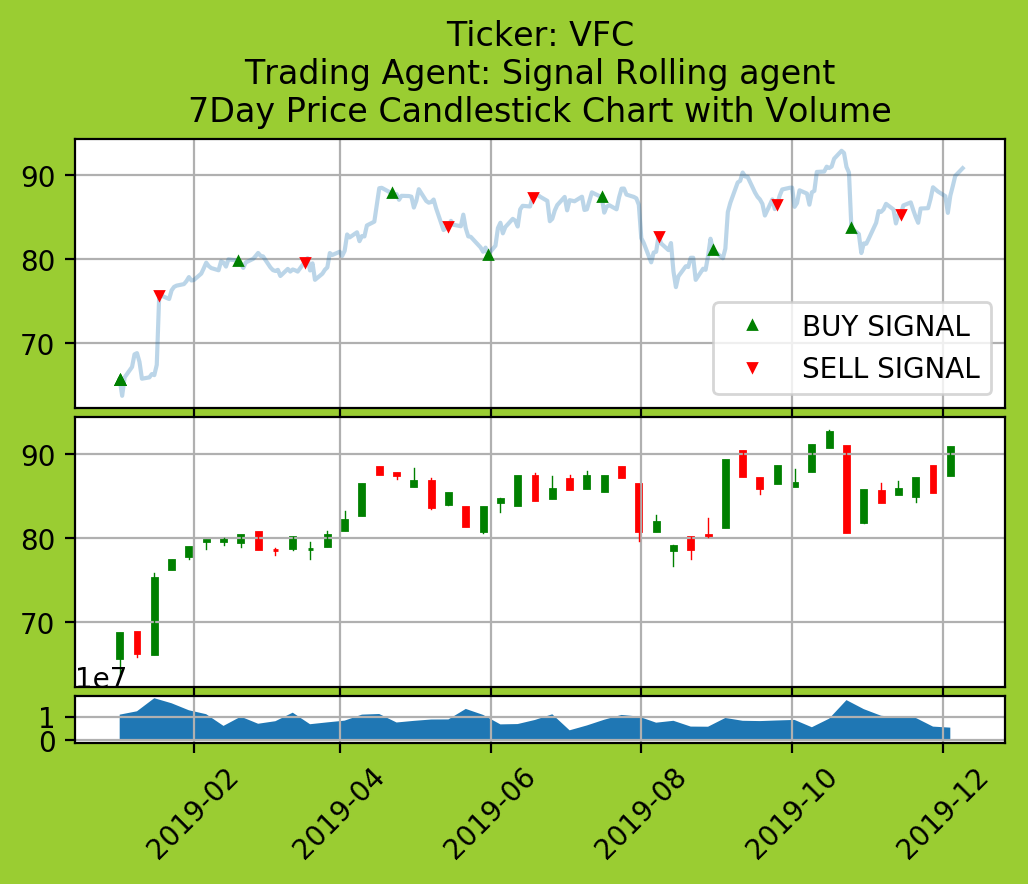 Ticker: VFC
Trading Agent: Signal Rolling agent
7Day Price Candlestick Chart with Volume
90
80
70
BUY SIGNAL
SELL SIGNAL
90
80
70
1e7
1
0
2019-02
2019-04
2019-06
2019-08
2019-10
2019-12